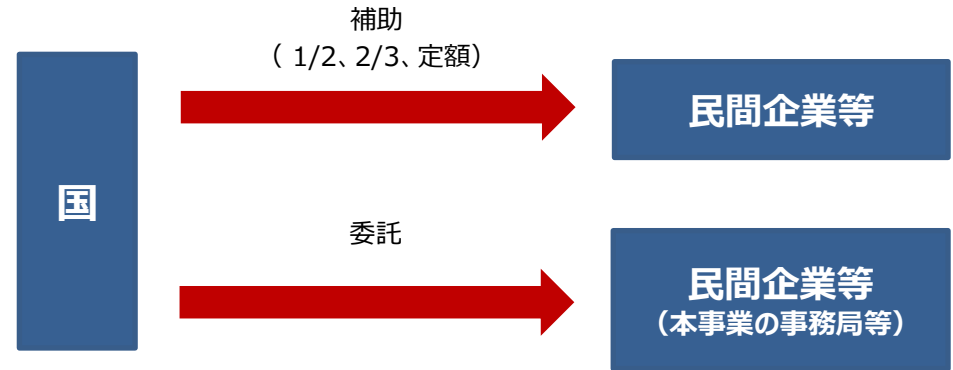 補助
（ 1/2、2/3、定額）
国
民間企業等
委託
民間企業等
（本事業の事務局等）